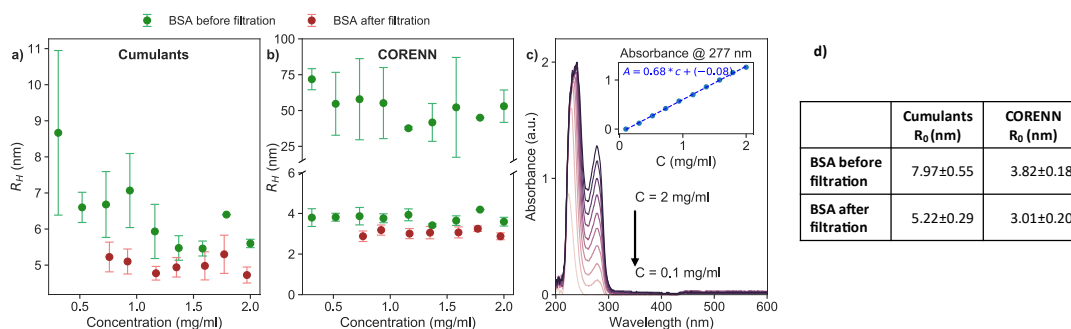 BSA before filtration
BSA after filtration
a)
Cumulants
11
10
9
8
7
6
5
R_H (nm)
0.5
1.0
1.5
2.0
Concentration (mg/ml)
b)
CORENN
100
75
50
25
6
4
2
0
R_H (nm)
0.5
1.0
1.5
2.0
Concentration (mg/ml)
c)
2
1
0
Absorbance (a.u.)
Absorbance @ 277 nm
A=0.68*c+(−0.08)
1
0
0
1
2
C (mg/ml)
C = 2 mg/ml
C = 0.1 mg/ml
200
300
400
500
600
Wavelength (nm)
d)
Cumulants R₀ (nm)
CORENN R₀ (nm)
BSA before filtration
7.97±0.55
3.82±0.18
BSA after filtration
5.22±0.29
3.01±0.20